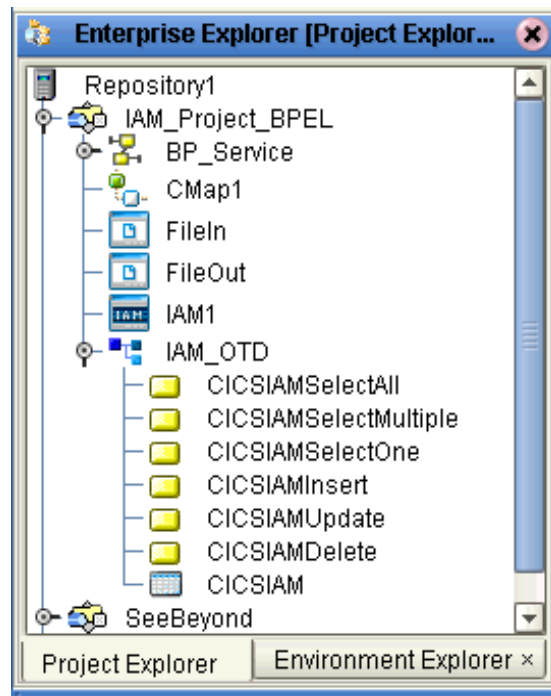 Enterprise Explorer [Project Explor...
Repository1
IAM_Project_BPEL
BP_Service
CMap1
FileIn
FileOut
IAM
IAM1
IAM_OTD
CICSIAMSelectAll
CICSIAMSelectMultiple
CICSIAMSelectOne
CICSIAMInsert
CICSIAMUpdate
CICSIAMDelete
CICSIAM
SeeBeyond
Project Explorer Environment Explorer ×